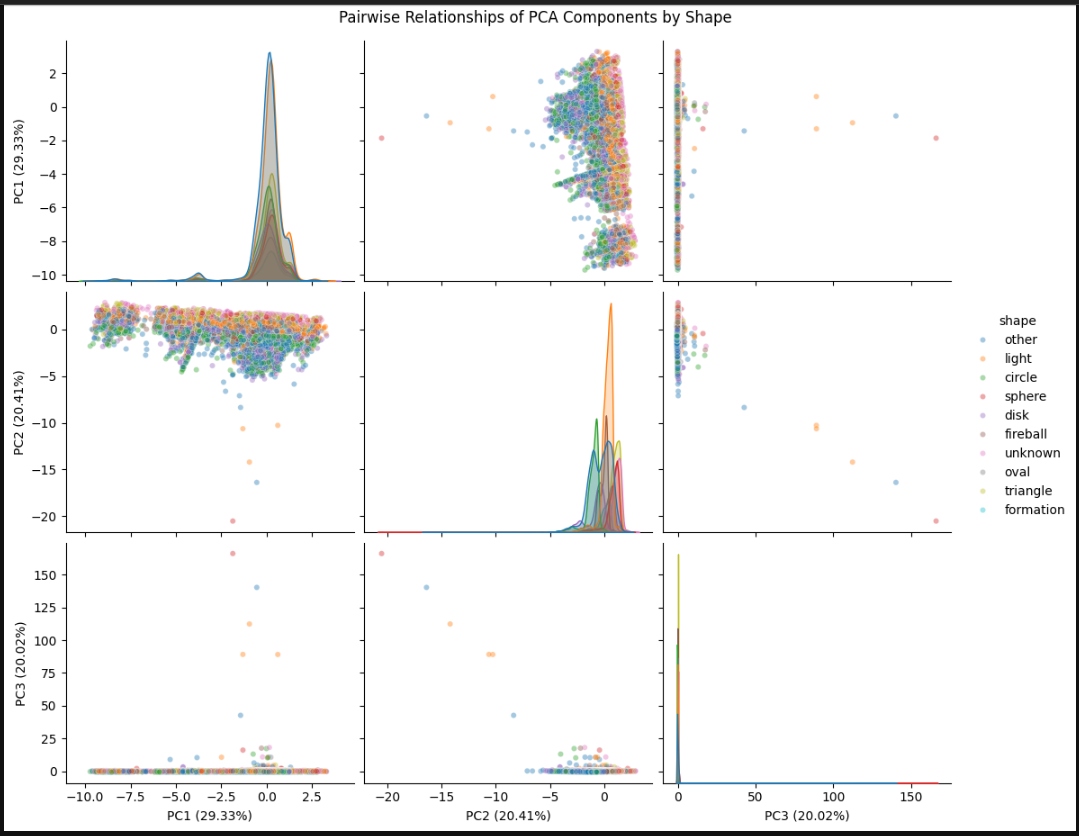 Pairwise Relationships of PCA Components by Shape
PC1 (29.33%)
2
0
−2
−4
−6
−8
−10
PC2 (20.41%)
0
−5
−10
−15
−20
shape
other
light
circle
sphere
disk
fireball
unknown
oval
triangle
formation
PC3 (20.02%)
150
125
100
75
50
25
0
−10.0 −7.5 −5.0 −2.5 0.0 2.5
−20 −15 −10 −5 0
0 50 100 150
PC1 (29.33%)
PC2 (20.41%)
PC3 (20.02%)